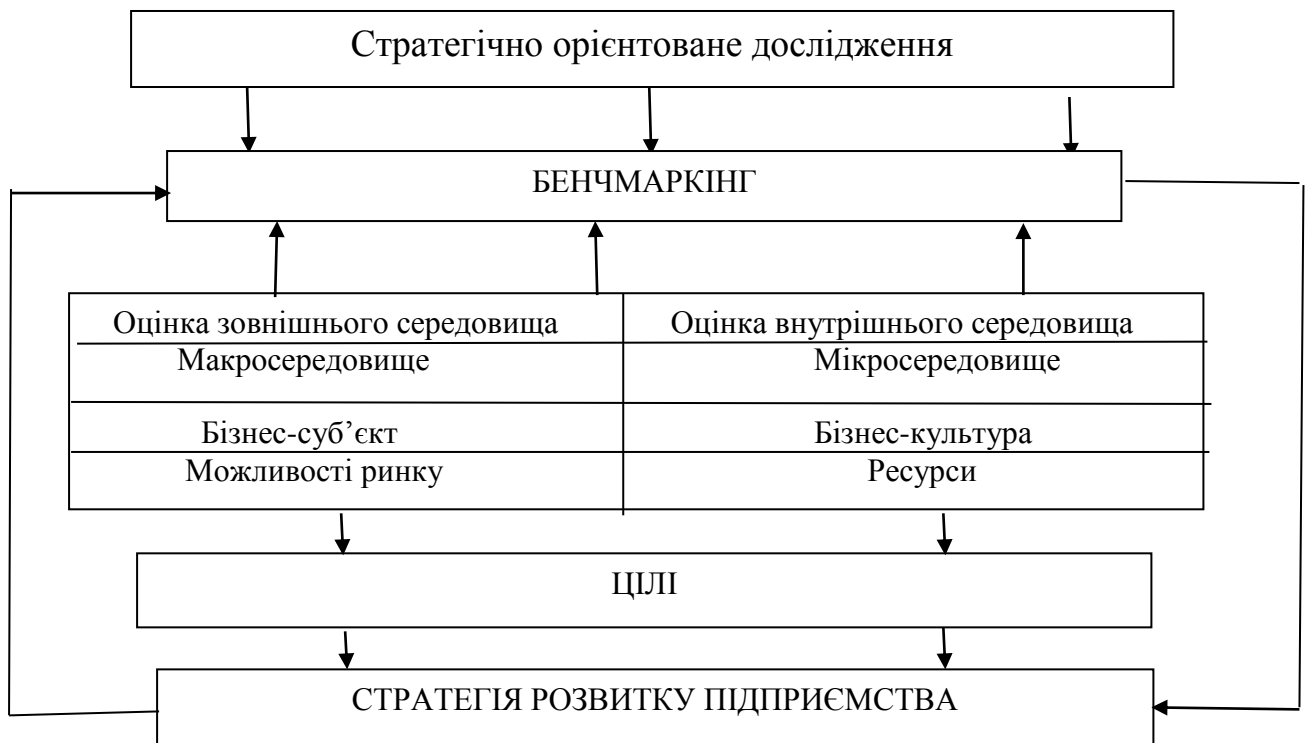 Стратегічно орієнтоване дослідження
БЕНЧМАРКІНГ
Оцінка зовнішнього середовища
Оцінка внутрішнього середовища
Макросередовище
Мікросередовище
Бізнес-суб’єкт
Бізнес-культура
Можливості ринку
Ресурси
ЦІЛІ
СТРАТЕГІЯ РОЗВИТКУ ПІДПРИЄМСТВА